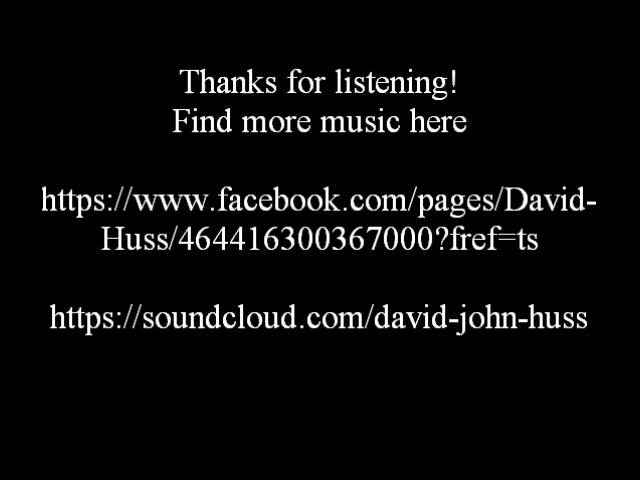 Thanks for listening!
Find more music here
https://www.facebook.com/pages/David-
Huss/464416300367000?fref=ts
https://soundcloud.com/david-john-huss